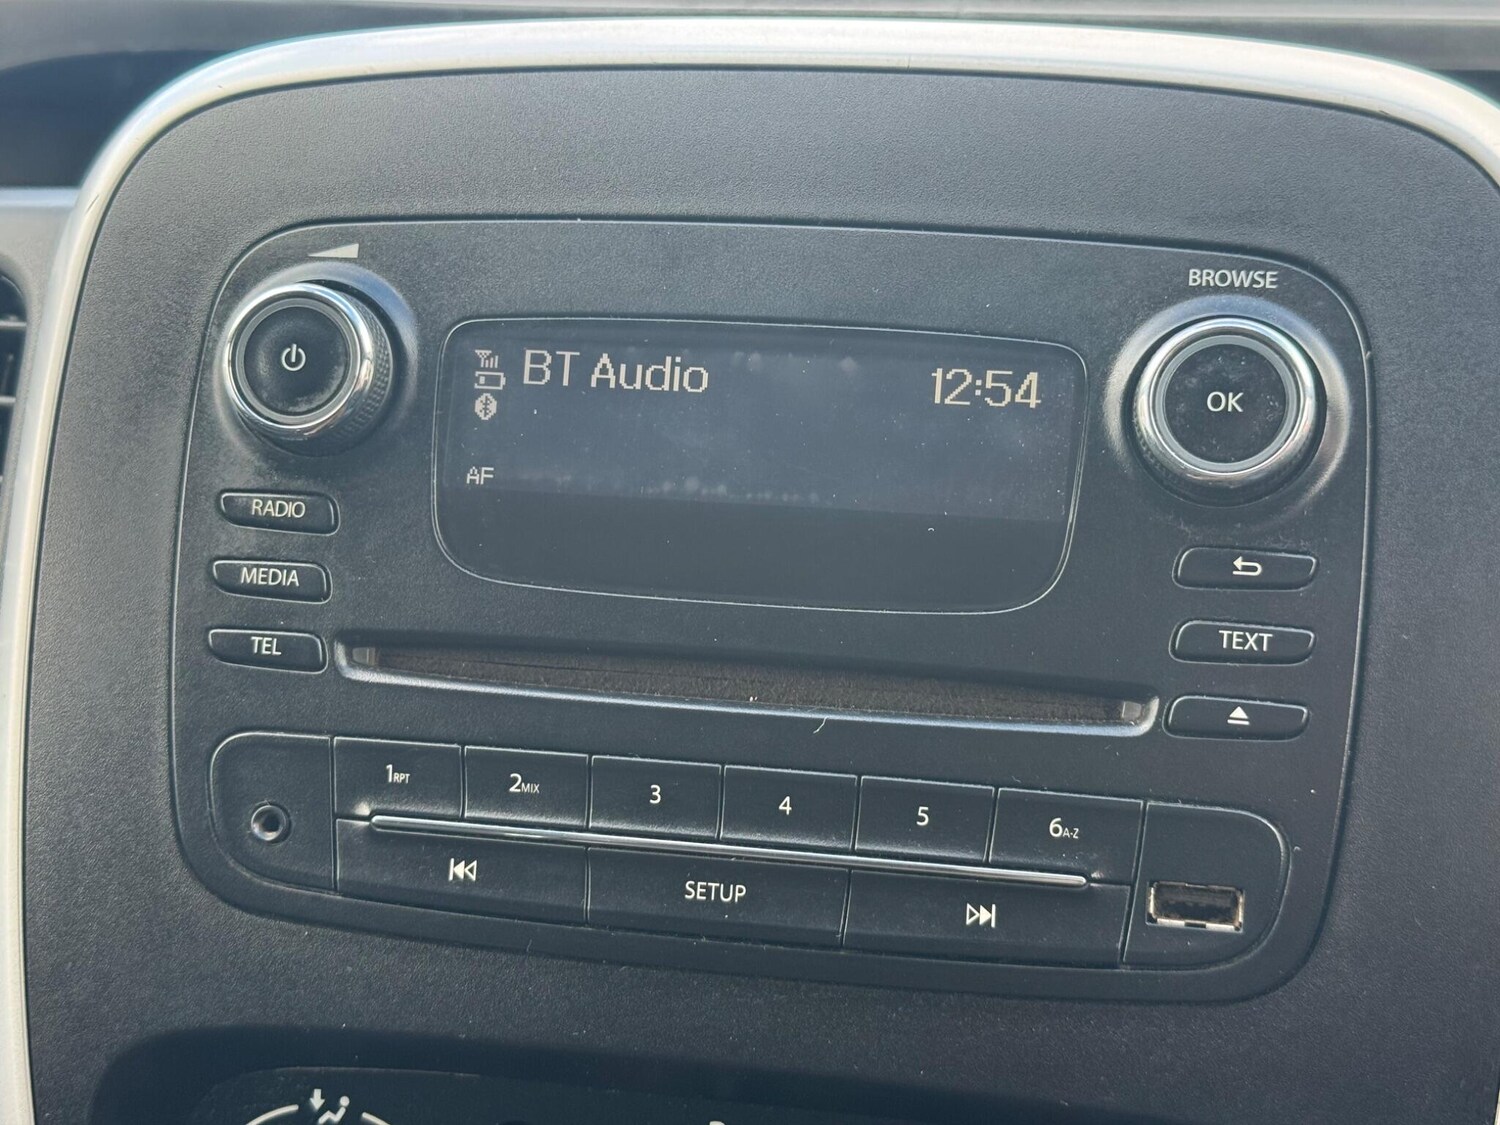 BROWSE
BT Audio 12:54
OK
AF
RADIO
MEDIA
TEL
TEXT
1RPT 2MIX 3 4 5 6A-Z
SETUP